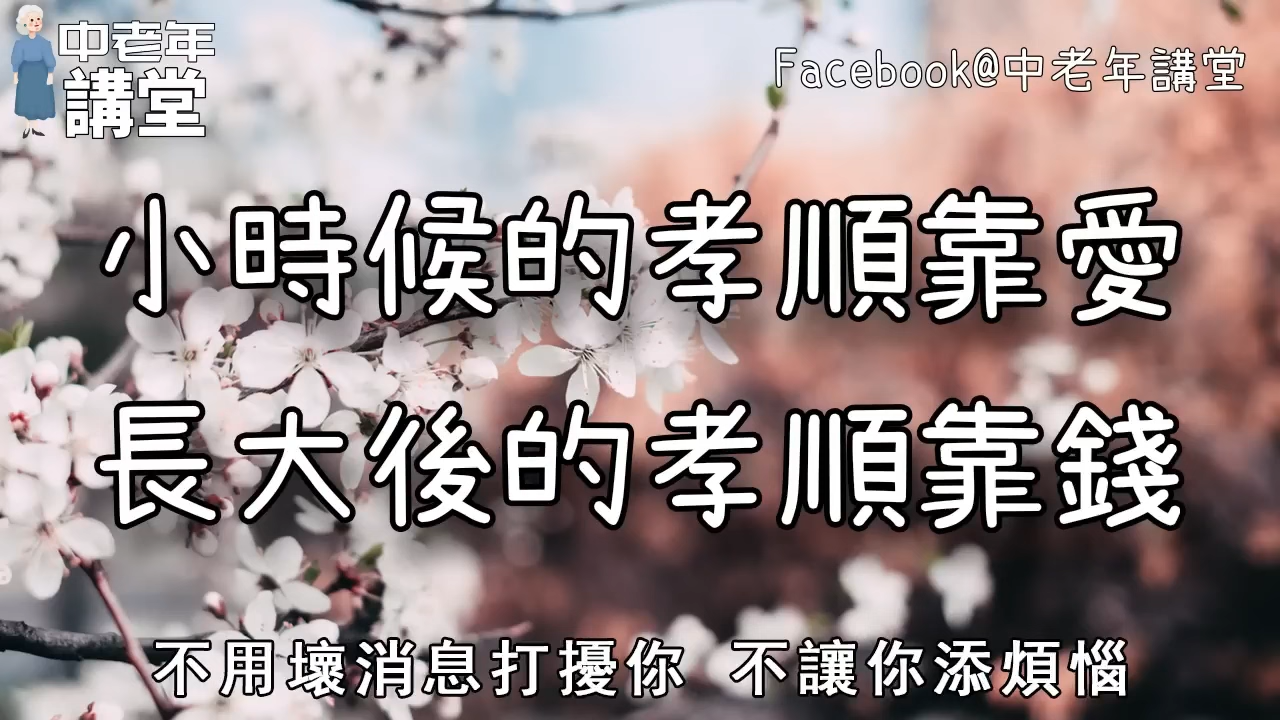 中老年
講堂
Facebook@中老年講堂
小時候的孝順靠愛
長大後的孝順靠錢
不用壞消息打擾你 不讓你添煩惱